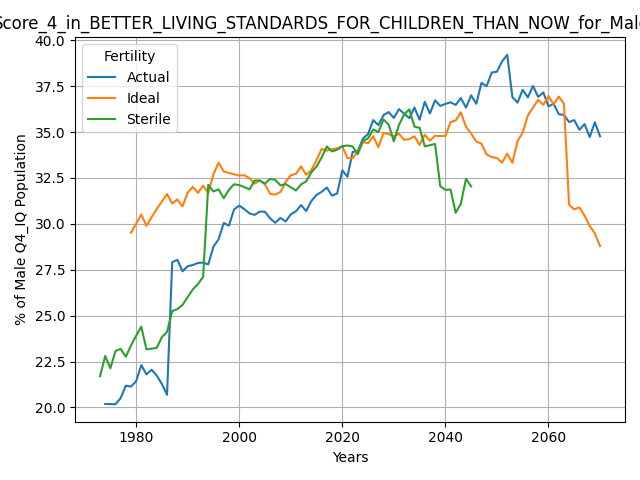 Score_4_in_BETTER_LIVING_STANDARDS_FOR_CHILDREN_THAN_NOW_for_Male
Fertility
Actual
Ideal
Sterile
40.0
37.5
35.0
32.5
30.0
27.5
25.0
22.5
20.0
% of Male Q4_IQ Population
1980
2000
2020
2040
2060
Years